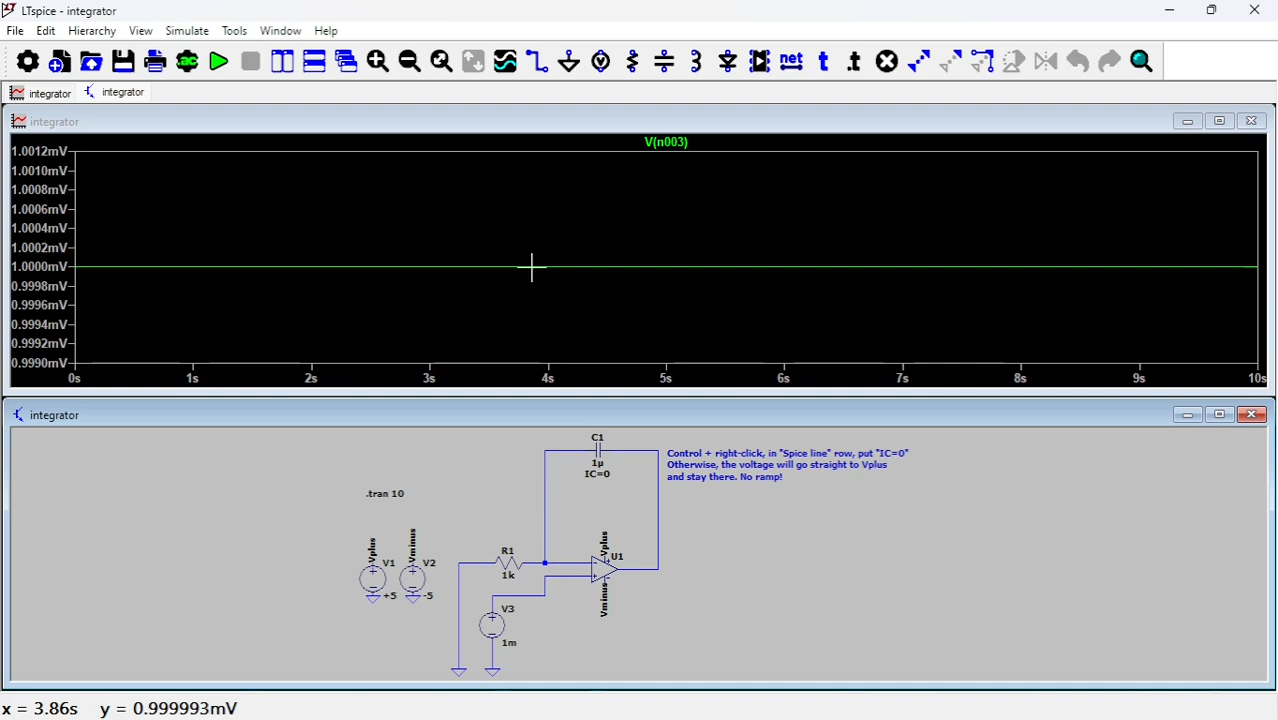 LTspice - integrator
File Edit Hierarchy View Simulate Tools Window Help
.ac net t .t
integrator integrator
integrator
V(n003)
1.0012mV
1.0010mV
1.0008mV
1.0006mV
1.0004mV
1.0002mV
1.0000mV
0.9998mV
0.9996mV
0.9994mV
0.9992mV
0.9990mV
0s 1s 2s 3s 4s 5s 6s 7s 8s 9s 10s
integrator
C1
1µ
IC=0
Control + right-click, in "Spice line" row, put "IC=0"
Otherwise, the voltage will go straight to Vplus
and stay there. No ramp!
.tran 10
Vplus
V1
+5
Vminus
V2
-5
R1
1k
Vplus
U1
Vminus
V3
1m
x = 3.86s y = 0.999993mV